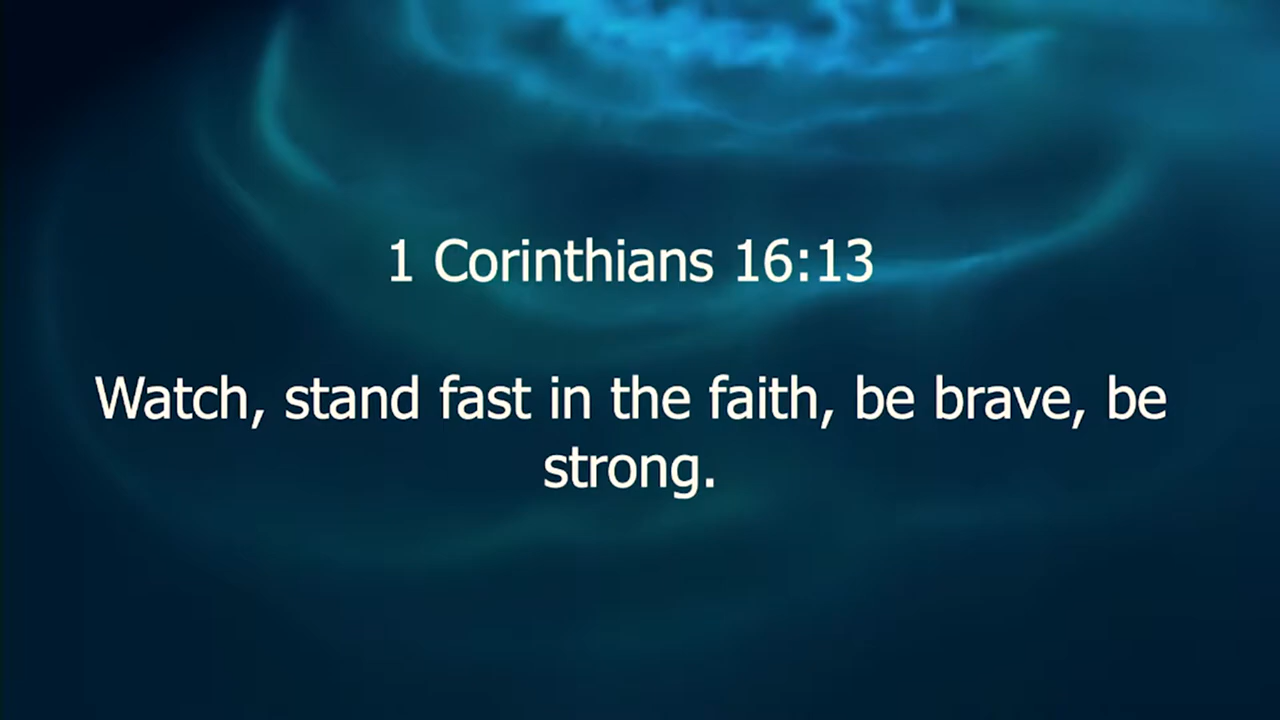 1 Corinthians 16:13
Watch, stand fast in the faith, be brave, be
strong.